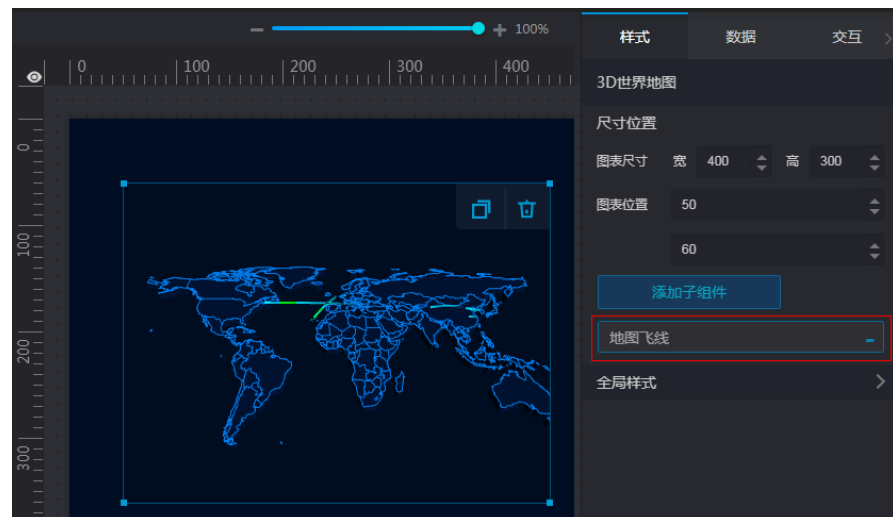 100%
样式 数据 交互
0 100 200 300 400
3D世界地图
尺寸位置
图表尺寸 宽 400 高 300
图表位置 50
60
添加子组件
地图飞线
全局样式
0
100
200
300